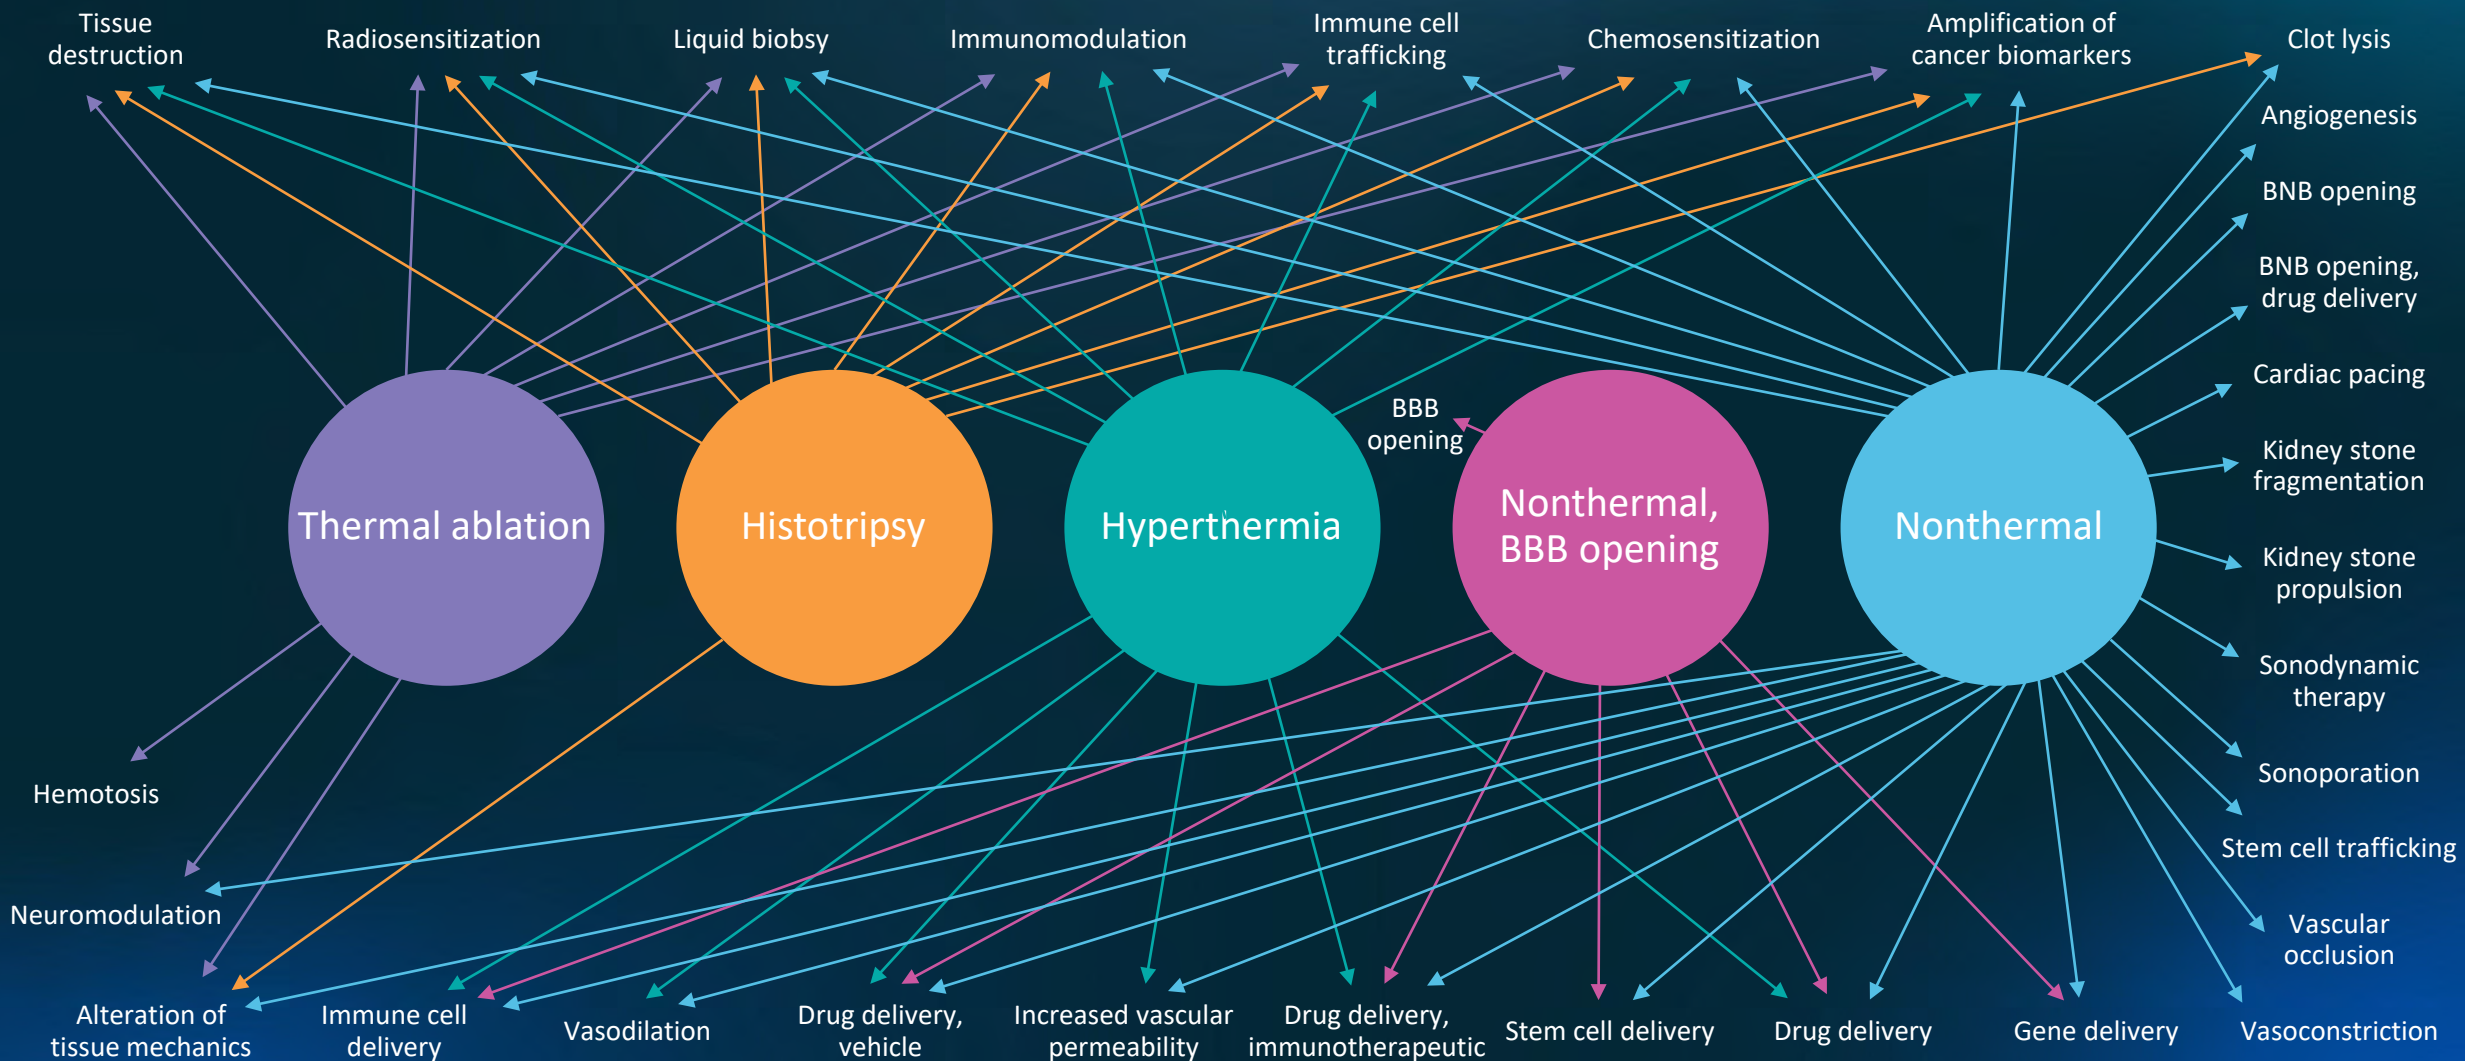 Tissue
destruction
Radiosensitization
Liquid biobsy
Immunomodulation
Immune cell
trafficking
Chemosensitization
Amplification of
cancer biomarkers
Clot lysis
Angiogenesis
BNB opening
BNB opening,
drug delivery
Cardiac pacing
Kidney stone
fragmentation
Kidney stone
propulsion
Sonodynamic
therapy
Sonoporation
Stem cell trafficking
Vascular
occlusion
Vasoconstriction
BBB
opening
Thermal ablation
Histotripsy
Hyperthermia
Nonthermal,
BBB opening
Nonthermal
Hemotosis
Neuromodulation
Alteration of
tissue mechanics
Immune cell
delivery
Vasodilation
Drug delivery,
vehicle
Increased vascular
permeability
Drug delivery,
immunotherapeutic
Stem cell delivery
Drug delivery
Gene delivery